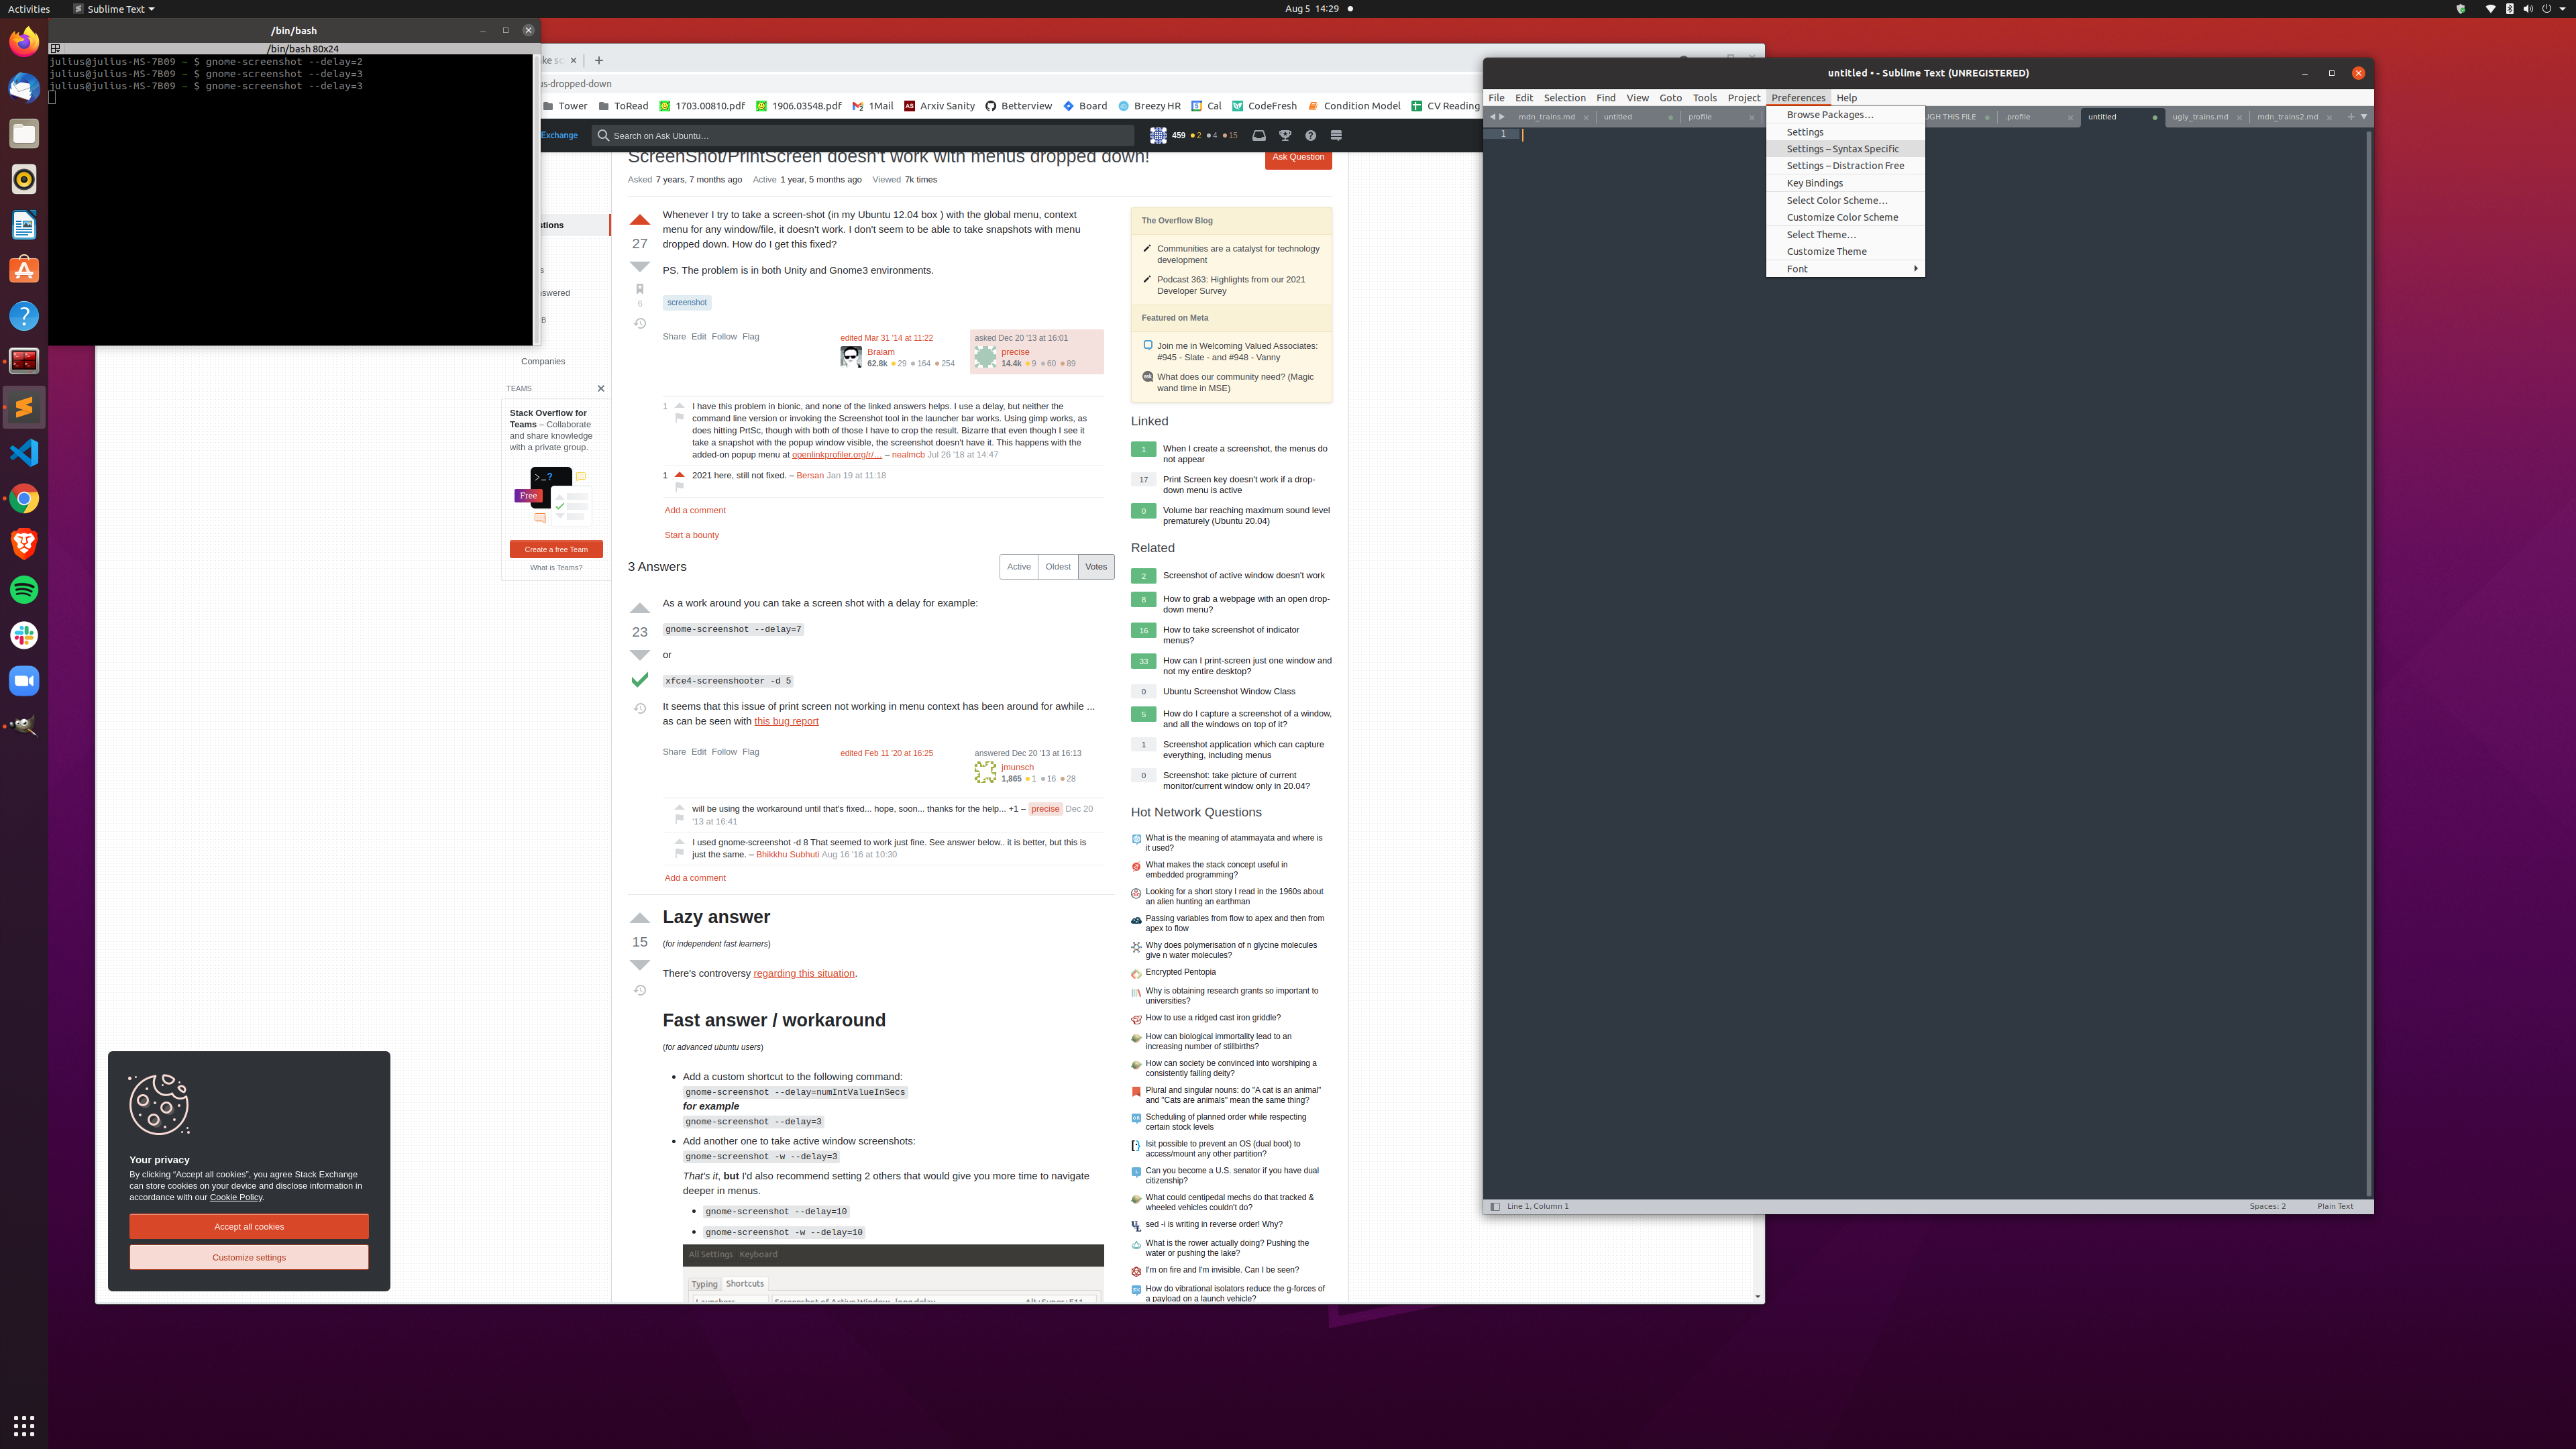 Activities
Sublime Text
Aug 5 14:29
/bin/bash
/bin/bash 80x24
julius@julius-MS-7B09 ~ $ gnome-screenshot --delay=2
julius@julius-MS-7B09 ~ $ gnome-screenshot --delay=3
julius@julius-MS-7B09 ~ $ gnome-screenshot --delay=3
us-dropped-down
Tower
ToRead
1703.00810.pdf
1906.03548.pdf
1Mail
Arxiv Sanity
Betterview
Board
Breezy HR
Cal
CodeFresh
Condition Model
CV Reading
Exchange
Search on Ask Ubuntu…
459 2 4 15
ScreenShot/PrintScreen doesn't work with menus dropped down!
Ask Question
Asked 7 years, 7 months ago Active 1 year, 5 months ago Viewed 7k times
Companies
TEAMS
Stack Overflow for
Teams – Collaborate
and share knowledge
with a private group.
Free
Create a free Team
What is Teams?
27
6
Whenever I try to take a screen-shot (in my Ubuntu 12.04 box ) with the global menu, context
menu for any window/file, it doesn't work. I don't seem to be able to take snapshots with menu
dropped down. How do I get this fixed?
PS. The problem is in both Unity and Gnome3 environments.
screenshot
Share Edit Follow Flag
edited Mar 31 '14 at 11:22
Braiam
62.8k 29 164 254
asked Dec 20 '13 at 16:01
precise
14.4k 9 60 89
1 I have this problem in bionic, and none of the linked answers helps. I use a delay, but neither the
command line version or invoking the Screenshot tool in the launcher bar works. Using gimp works, as
does hitting PrtSc, though with both of those I have to crop the result. Bizarre that even though I see it
take a snapshot with the popup window visible, the screenshot doesn't have it. This happens with the
added-on popup menu at openlinkprofiler.org/r/… – nealmcb Jul 26 '18 at 14:47
1 2021 here, still not fixed. – Bersan Jan 19 at 11:18
Add a comment
Start a bounty
3 Answers
Active Oldest Votes
23
As a work around you can take a screen shot with a delay for example:
gnome-screenshot --delay=7
or
xfce4-screenshooter -d 5
It seems that this issue of print screen not working in menu context has been around for awhile ...
as can be seen with this bug report
Share Edit Follow Flag
edited Feb 11 '20 at 16:25
answered Dec 20 '13 at 16:13
jmunsch
1,865 1 16 28
will be using the workaround until that's fixed... hope, soon... thanks for the help... +1 – precise Dec 20
'13 at 16:41
I used gnome-screenshot -d 8 That seemed to work just fine. See answer below.. it is better, but this is
just the same. – Bhikkhu Subhuti Aug 16 '16 at 10:30
Add a comment
15
Lazy answer
(for independent fast learners)
There's controversy regarding this situation.
Fast answer / workaround
(for advanced ubuntu users)
Add a custom shortcut to the following command:
gnome-screenshot --delay=numIntValueInSecs
for example
gnome-screenshot --delay=3
Add another one to take active window screenshots:
gnome-screenshot -w --delay=3
That's it, but I'd also recommend setting 2 others that would give you more time to navigate
deeper in menus.
gnome-screenshot --delay=10
gnome-screenshot -w --delay=10
All Settings Keyboard
Typing Shortcuts
The Overflow Blog
Communities are a catalyst for technology
development
Podcast 363: Highlights from our 2021
Developer Survey
Featured on Meta
Join me in Welcoming Valued Associates:
#945 - Slate - and #948 - Vanny
What does our community need? (Magic
wand time in MSE)
Linked
1 When I create a screenshot, the menus do
not appear
17 Print Screen key doesn't work if a drop-
down menu is active
0 Volume bar reaching maximum sound level
prematurely (Ubuntu 20.04)
Related
2 Screenshot of active window doesn't work
8 How to grab a webpage with an open drop-
down menu?
16 How to take screenshot of indicator
menus?
33 How can I print-screen just one window and
not my entire desktop?
0 Ubuntu Screenshot Window Class
5 How do I capture a screenshot of a window,
and all the windows on top of it?
1 Screenshot application which can capture
everything, including menus
0 Screenshot: take picture of current
monitor/current window only in 20.04?
Hot Network Questions
What is the meaning of atammayata and where is
it used?
What makes the stack concept useful in
embedded programming?
Looking for a short story I read in the 1960s about
an alien hunting an earthman
Passing variables from flow to apex and then from
apex to flow
Why does polymerisation of n glycine molecules
give n water molecules?
Encrypted Pentopia
Why is obtaining research grants so important to
universities?
How to use a ridged cast iron griddle?
How can biological immortality lead to an
increasing number of stillbirths?
How can society be convinced into worshiping a
consistently failing deity?
Plural and singular nouns: do "A cat is an animal"
and "Cats are animals" mean the same thing?
Scheduling of planned order while respecting
certain stock levels
Isit possible to prevent an OS (dual boot) to
access/mount any other partition?
Can you become a U.S. senator if you have dual
citizenship?
What could centipedal mechs do that tracked &
wheeled vehicles couldn't do?
sed -i is writing in reverse order! Why?
What is the rower actually doing? Pushing the
water or pushing the lake?
I'm on fire and I'm invisible. Can I be seen?
How do vibrational isolators reduce the g-forces of
a payload on a launch vehicle?
Your privacy
By clicking “Accept all cookies”, you agree Stack Exchange
can store cookies on your device and disclose information in
accordance with our Cookie Policy.
Accept all cookies
Customize settings
untitled • - Sublime Text (UNREGISTERED)
File Edit Selection Find View Goto Tools Project Preferences Help
mdn_trains.md
untitled
profile
UGH THIS FILE
.profile
untitled
ugly_trains.md
mdn_trains2.md
1
Browse Packages…
Settings
Settings – Syntax Specific
Settings – Distraction Free
Key Bindings
Select Color Scheme…
Customize Color Scheme
Select Theme…
Customize Theme
Font
Line 1, Column 1
Spaces: 2
Plain Text